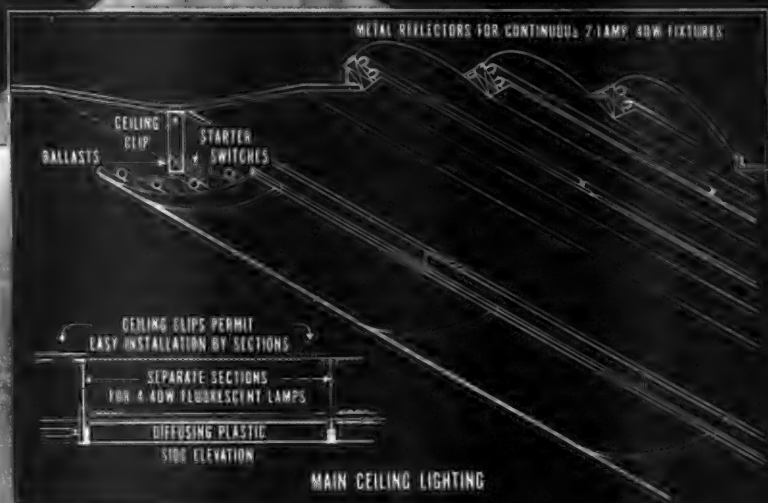 METAL REFLECTORS FOR CONTINUOUS 2-LAMP, 40W FIXTURES
CEILING
CLIP
STARTER
SWITCHES
BALLASTS
CEILING CLIPS PERMIT
EASY INSTALLATION BY SECTIONS
SEPARATE SECTIONS
FOR 4 40W FLUORESCENT LAMPS
DIFFUSING PLASTIC
SIDE ELEVATION
MAIN CEILING LIGHTING